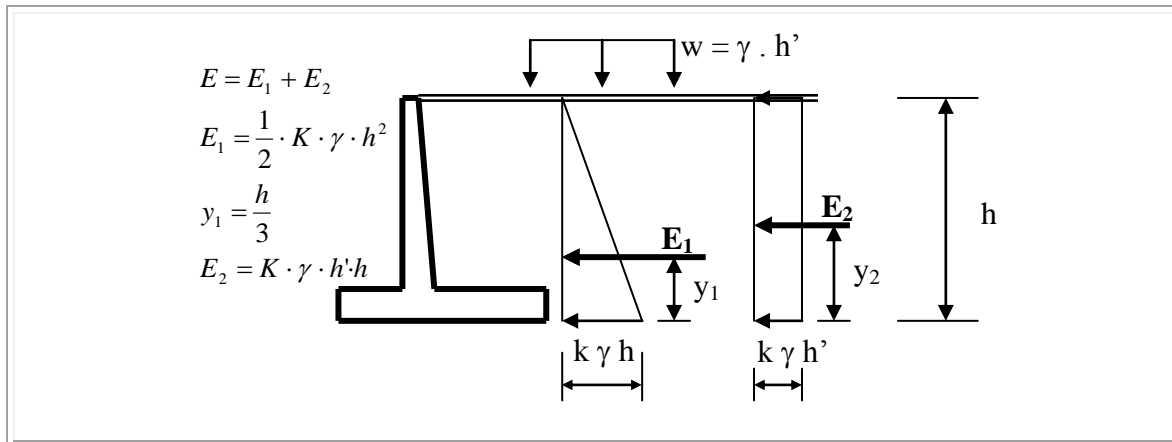 w = γ . h’
E = E₁ + E₂
E₁ = 1/2 · K · γ · h²
y₁ = h/3
E₂ = K · γ · h'·h
E₁
E₂
y₁
y₂
h
k γ h
k γ h’